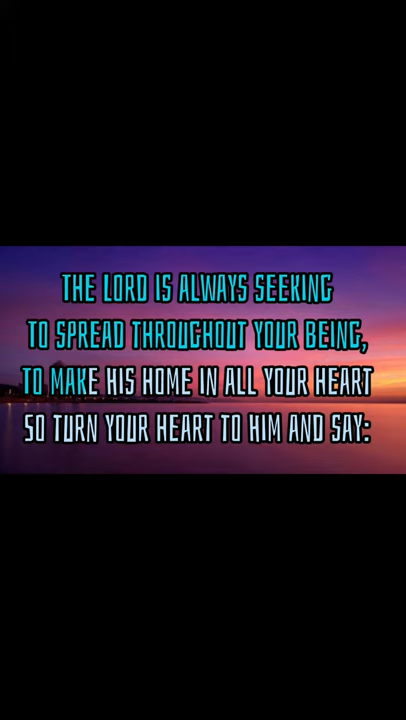 THE LORD IS ALWAYS SEEKING
TO SPREAD THROUGHOUT YOUR BEING,
TO MAKE HIS HOME IN ALL YOUR HEART
SO TURN YOUR HEART TO HIM AND SAY: